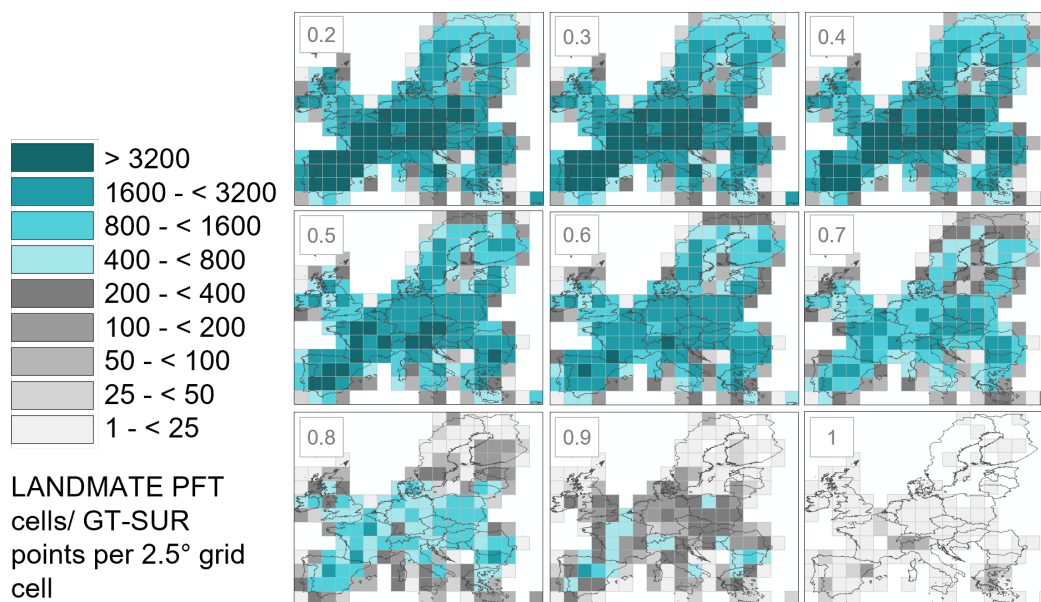 0.2
0.3
0.4
> 3200
1600 - < 3200
800 - < 1600
400 - < 800
200 - < 400
100 - < 200
50 - < 100
25 - < 50
1 - < 25
0.5
0.6
0.7
0.8
0.9
1
LANDMATE PFT
cells/ GT-SUR
points per 2.5° grid
cell